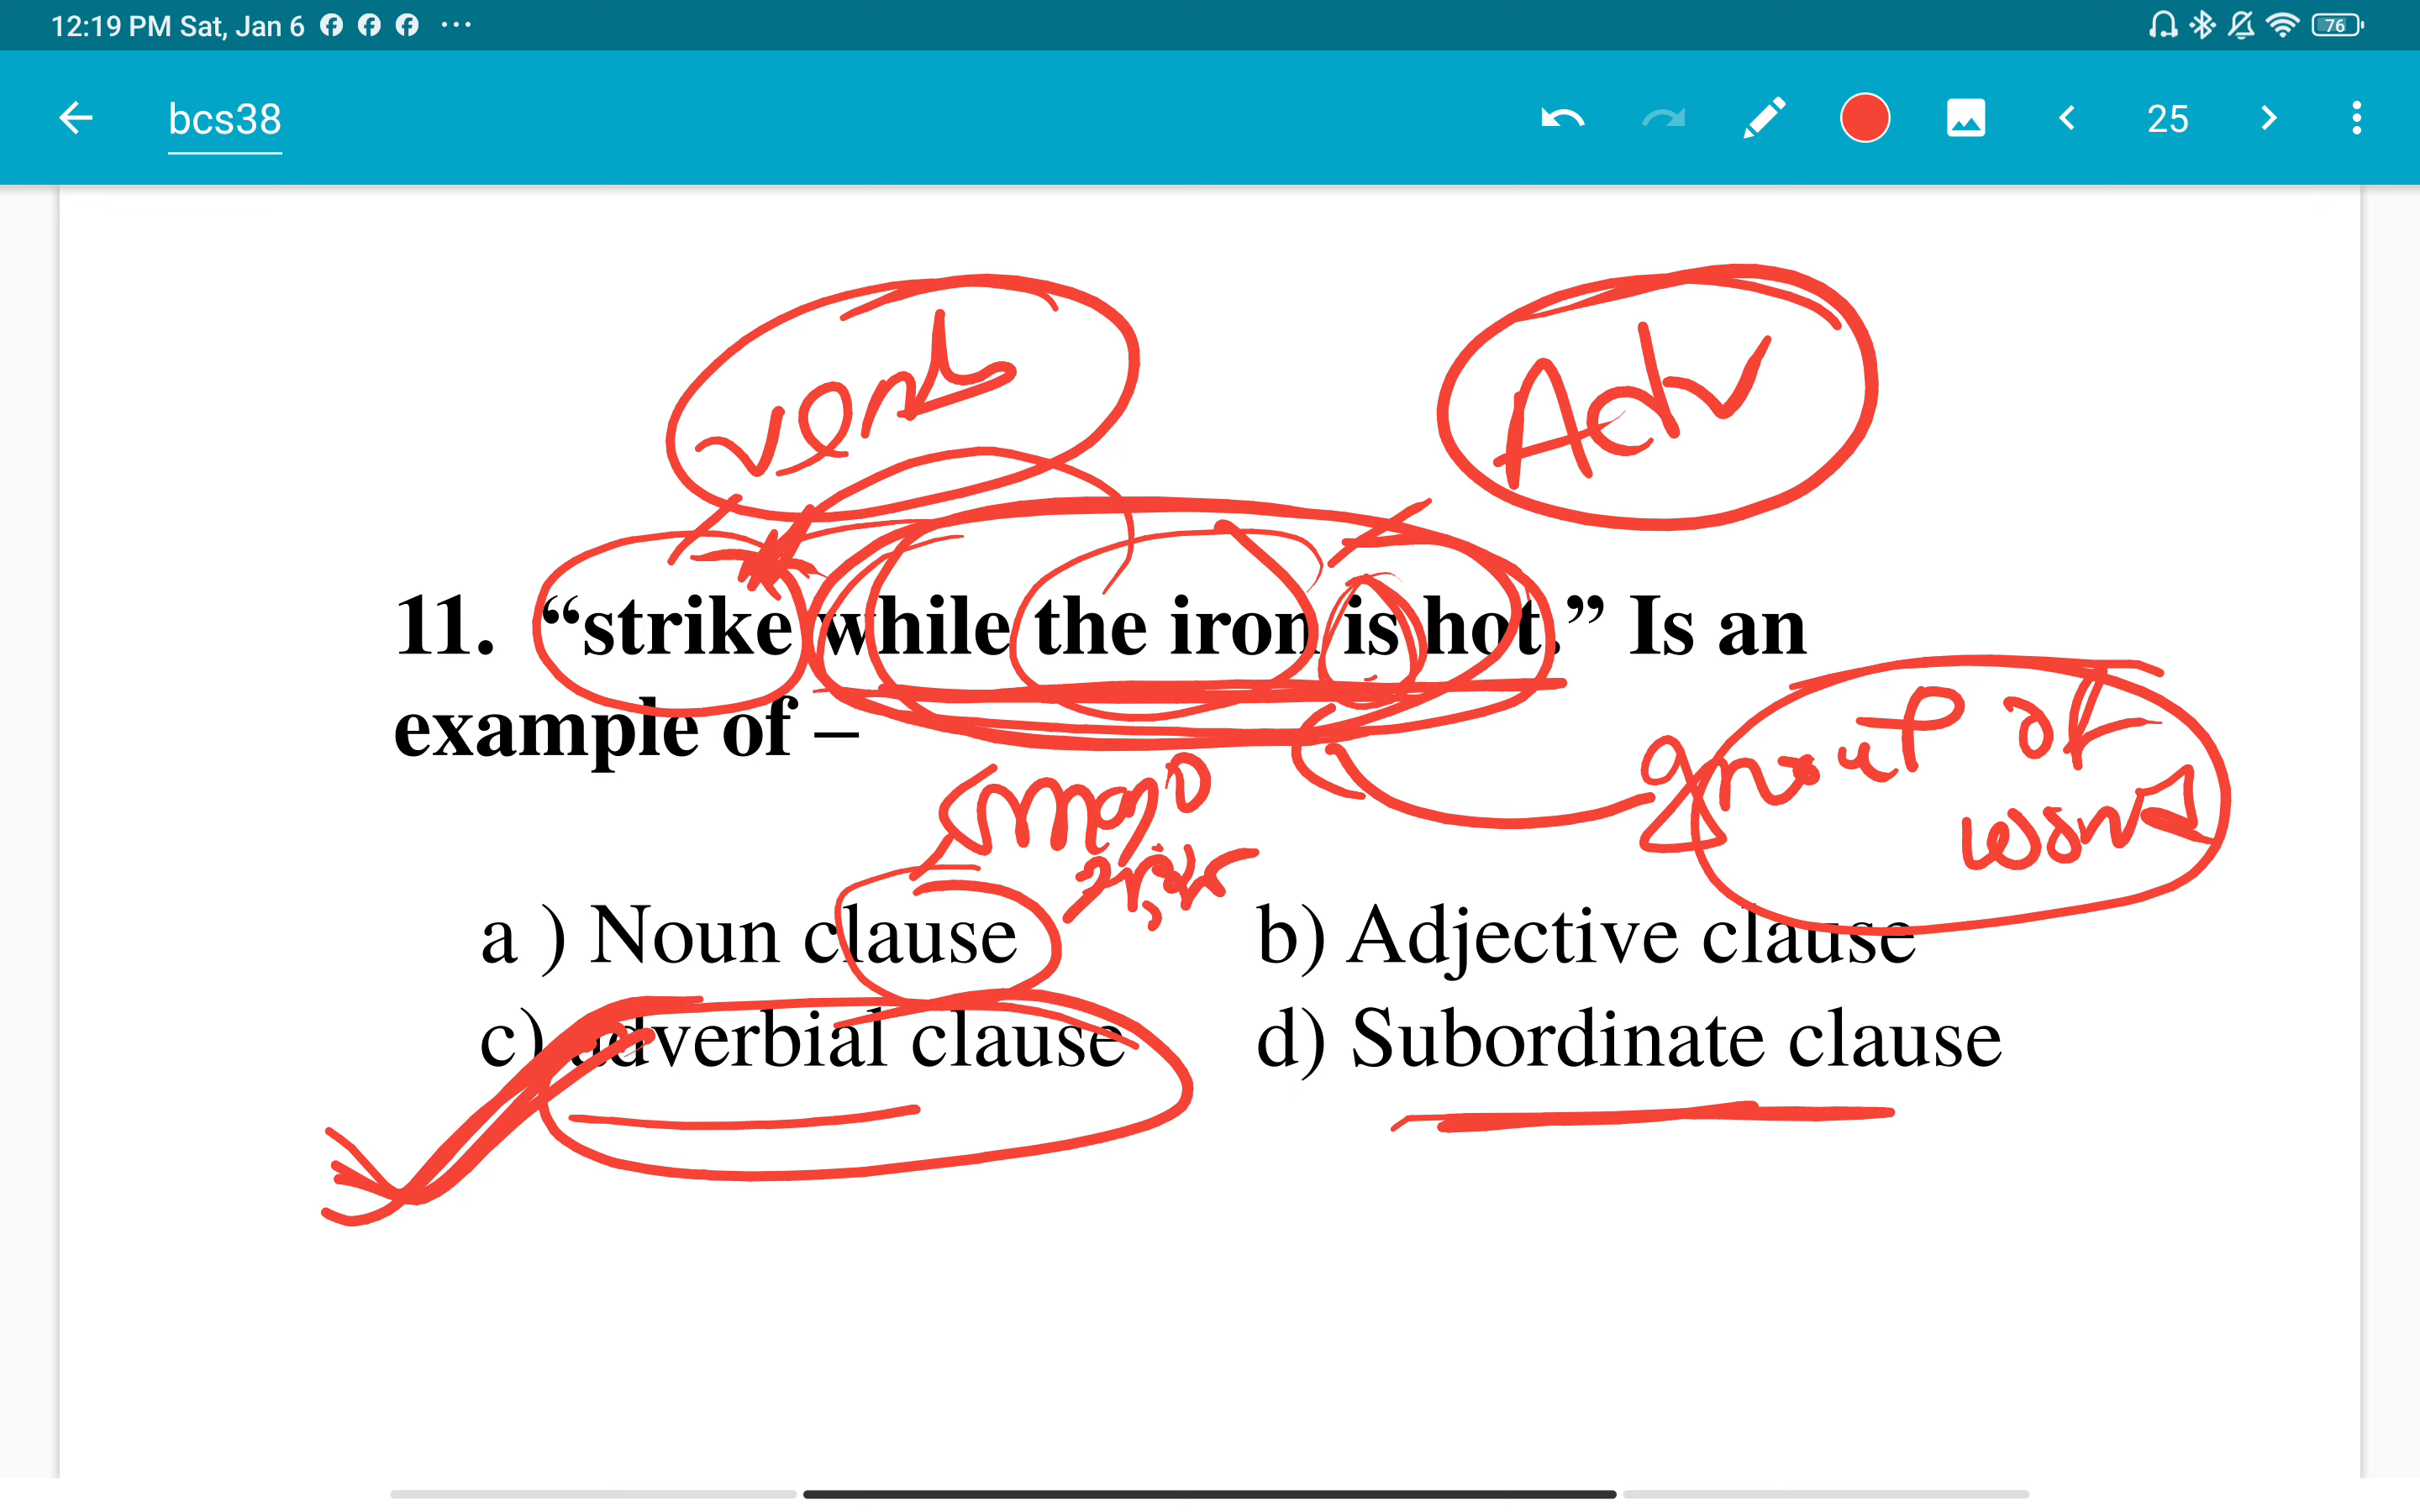 12:19 PM Sat, Jan 6
76
bcs38
25
verb
Adv
11. “strike while the iron is hot.” Is an
example of –
group of
word
a ) Noun clause
b) Adjective clause
c) adverbial clause
d) Subordinate clause